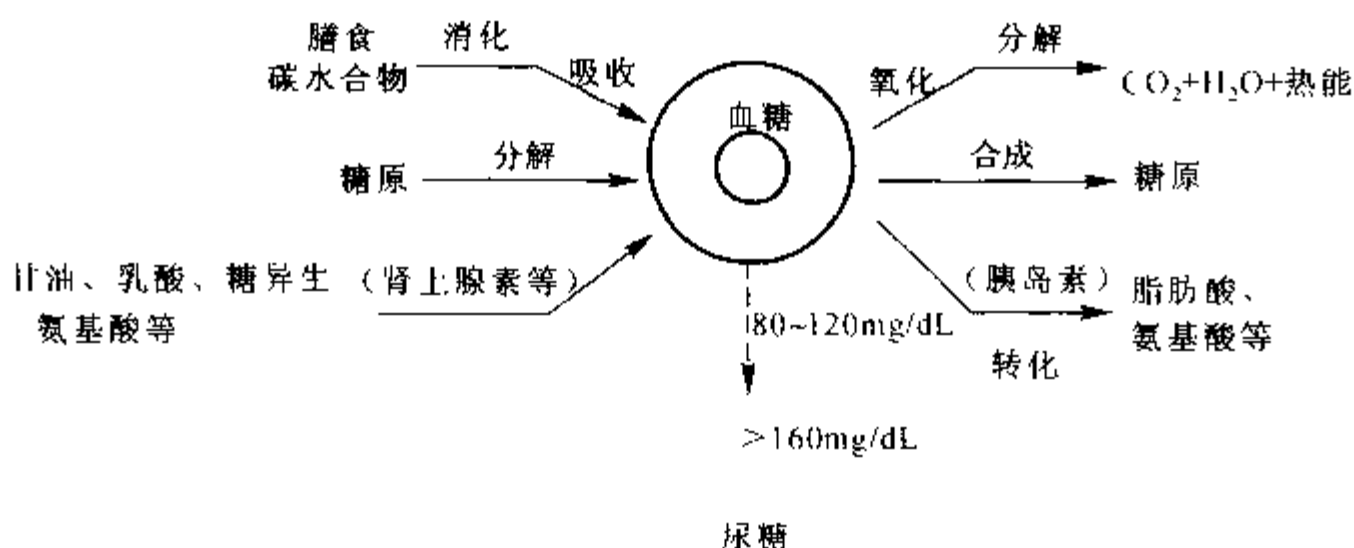 膳食
碳水合物
消化
吸收
糖原
分解
甘油、乳酸、糖异生
氨基酸等
(肾上腺素等)
血糖
80~120mg/dL
>160mg/dL
尿糖
氧化
分解
CO₂+H₂O+热能
合成
糖原
(胰岛素)
转化
脂肪酸、
氨基酸等